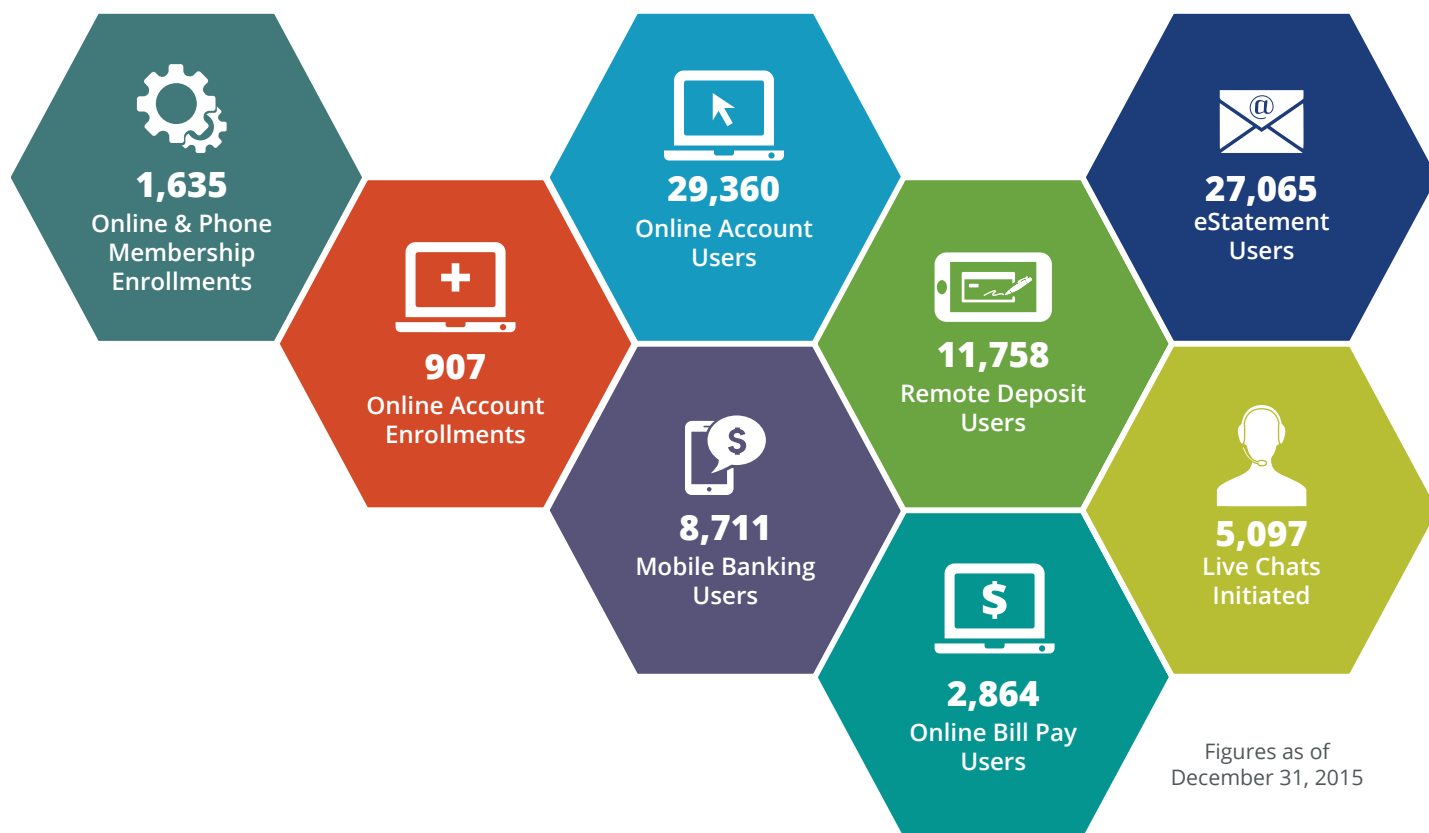 1,635
Online & Phone
Membership
Enrollments
907
Online Account
Enrollments
29,360
Online Account
Users
8,711
Mobile Banking
Users
11,758
Remote Deposit
Users
2,864
Online Bill Pay
Users
@
27,065
eStatement
Users
5,097
Live Chats
Initiated
Figures as of
December 31, 2015